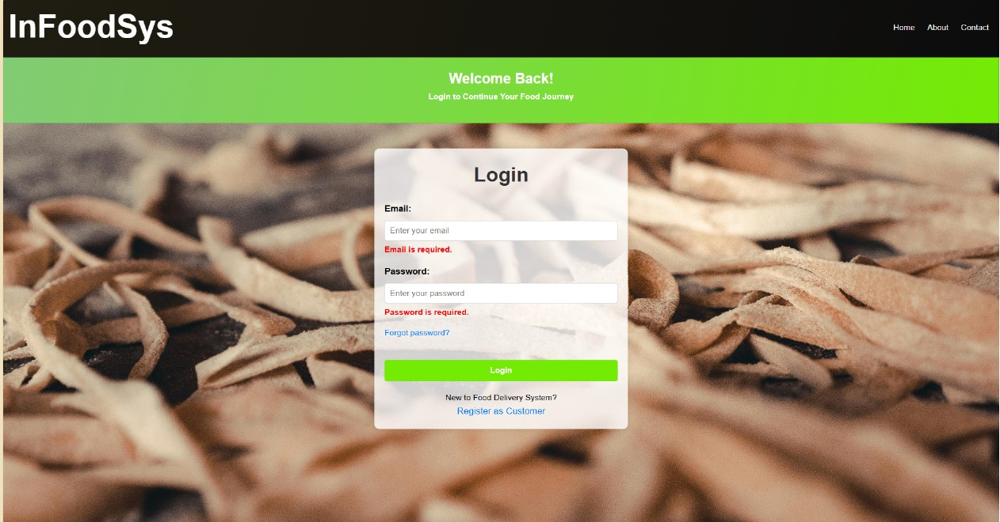 InFoodSys
Home About Contact
Welcome Back!
Login to Continue Your Food Journey
Login
Email:
Enter your email
Email is required.
Password:
Enter your password
Password is required.
Forgot password?
Login
New to Food Delivery System?
Register as Customer